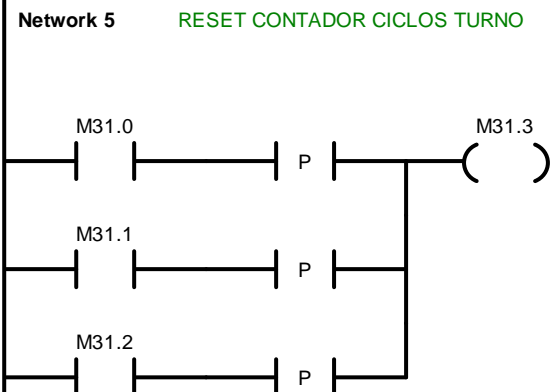 Network 5 RESET CONTADOR CICLOS TURNO
M31.0 M31.3
P
M31.1
P
M31.2
P